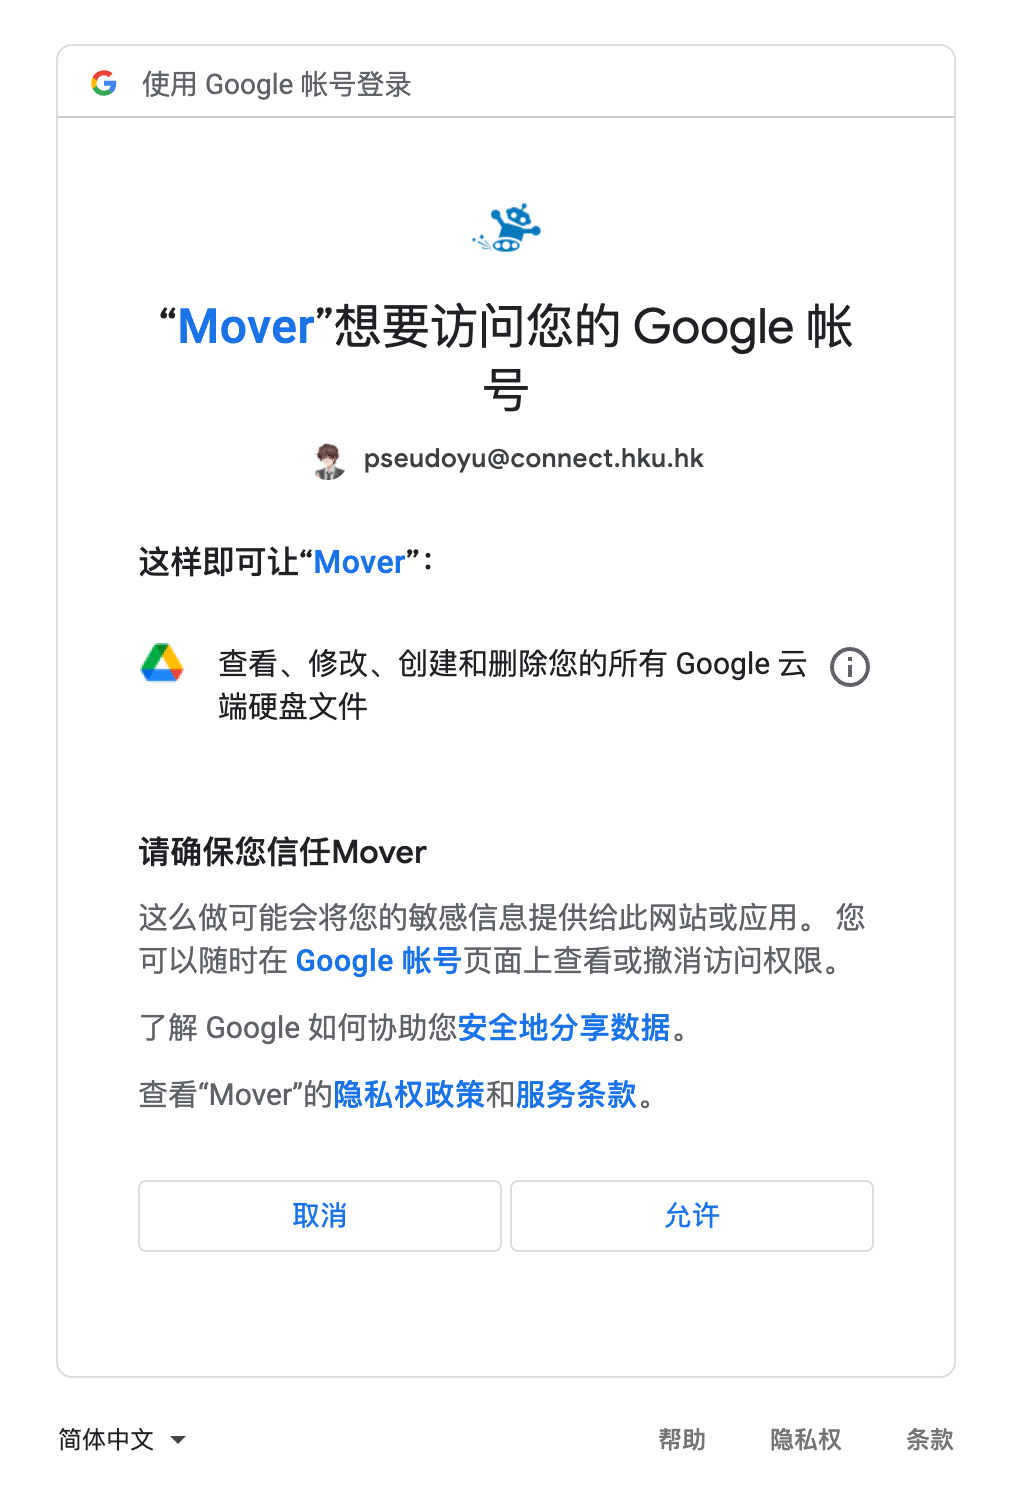 使用 Google 帐号登录
“Mover”想要访问您的 Google 帐
号
pseudoyu@connect.hku.hk
这样即可让“Mover”：
查看、修改、创建和删除您的所有 Google 云
端硬盘文件
请确保您信任Mover
这么做可能会将您的敏感信息提供给此网站或应用。 您
可以随时在 Google 帐号页面上查看或撤消访问权限。
了解 Google 如何协助您安全地分享数据。
查看“Mover”的隐私权政策和服务条款。
取消 允许
简体中文 帮助 隐私权 条款